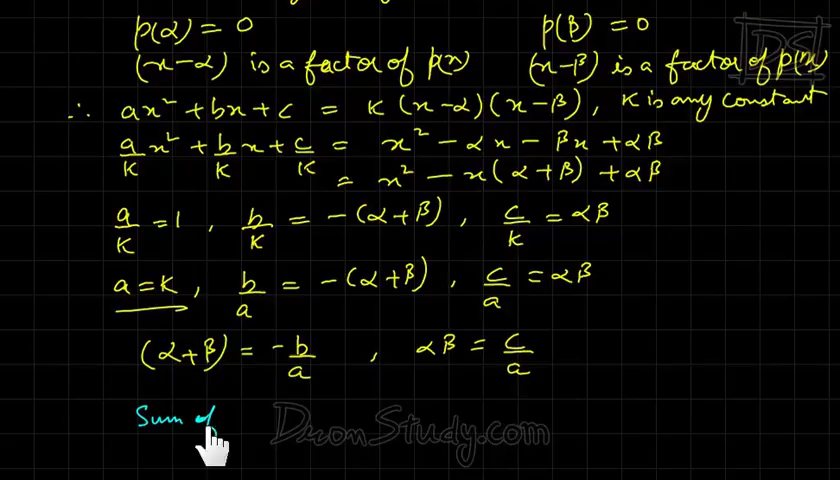 p(α) = 0 p(β) = 0
(x-α) is a factor of p(x) (x-β) is a factor of p(x)
∴ ax² + bx + c = K (x-α)(x-β), K is any constant
a/K x² + b/K x + c/K = x² - αx - βx + αβ
= x² - x(α+β) + αβ
a/K = 1, b/K = -(α+β), c/K = αβ
a = K, b/a = -(α+β), c/a = αβ
(α+β) = -b/a, αβ = c/a
Sum of
DronStudy.com